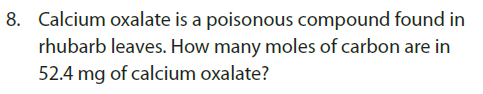 8. Calcium oxalate is a poisonous compound found in
rhubarb leaves. How many moles of carbon are in
52.4 mg of calcium oxalate?